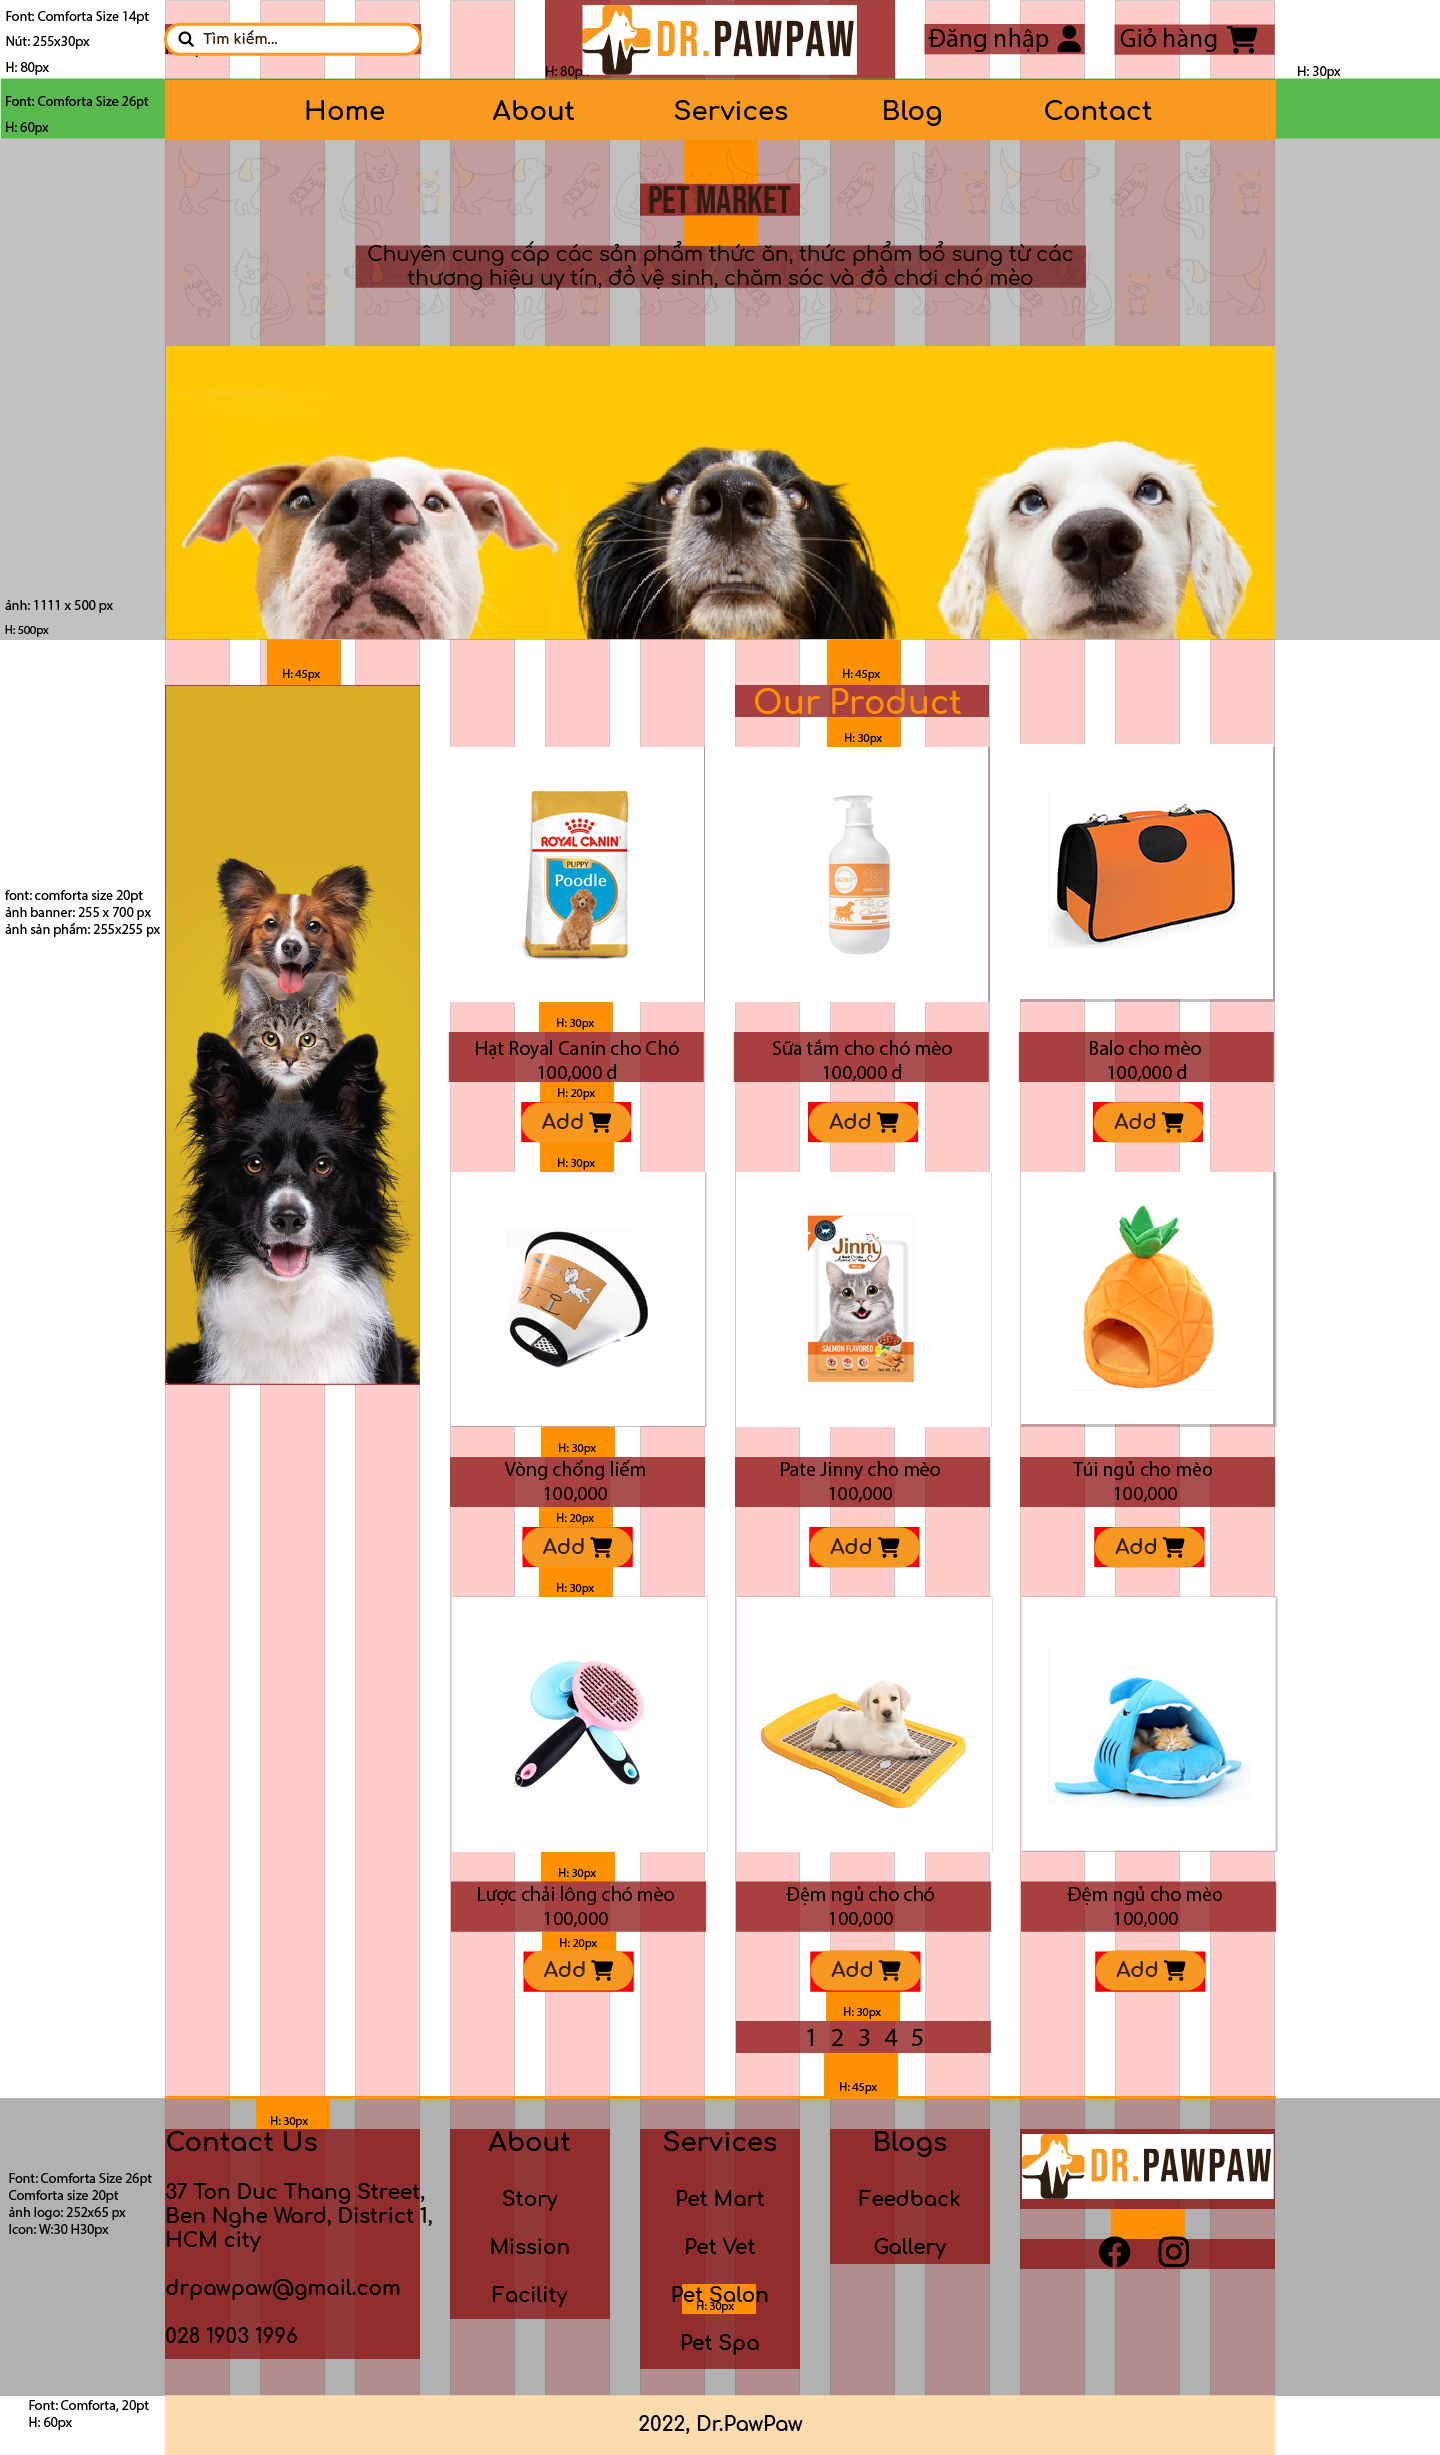 Font: Comforta Size 14pt
Nút: 255x30px
H: 80px
Tìm kiếm...
DR.PAWPAW
H: 80p
Đăng nhập
Giỏ hàng
H: 30px
Font: Comforta Size 26pt
H: 60px
Home
About
Services
Blog
Contact
PET MARKET
Chuyên cung cấp các sản phẩm thức ăn, thức phẩm bổ sung từ các
thương hiệu uy tín, đồ vệ sinh, chăm sóc và đồ chơi chó mèo
ảnh: 1111 x 500 px
H: 500px
H: 45px
H: 45px
Our Product
H: 30px
font: comforta size 20pt
ảnh banner: 255 x 700 px
ảnh sản phẩm: 255x255 px
ROYAL CANIN
PUPPY
Poodle
H: 30px
Hạt Royal Canin cho Chó
100,000 d
Sữa tắm cho chó mèo
100,000 d
Balo cho mèo
100,000 d
H: 20px
Add
Add
Add
H: 30px
Jinny
SALMON FLAVORED
H: 30px
Vòng chống liếm
100,000
Pate Jinny cho mèo
100,000
Túi ngủ cho mèo
100,000
H: 20px
Add
Add
Add
H: 30px
H: 30px
Lược chải lông chó mèo
100,000
Đệm ngủ cho chó
100,000
Đệm ngủ cho mèo
100,000
H: 20px
Add
Add
Add
H: 30px
1 2 3 4 5
H: 45px
H: 30px
Contact Us
37 Ton Duc Thang Street,
Ben Nghe Ward, District 1,
HCM city
drpawpaw@gmail.com
028 1903 1996
About
Story
Mission
Facility
Services
Pet Mart
Pet Vet
Pet Salon
H: 30px
Pet Spa
Blogs
Feedback
Gallery
DR.PAWPAW
Font: Comforta Size 26pt
Comforta size 20pt
ảnh logo: 252x65 px
Icon: W:30 H30px
Font: Comforta, 20pt
H: 60px
2022, Dr.PawPaw